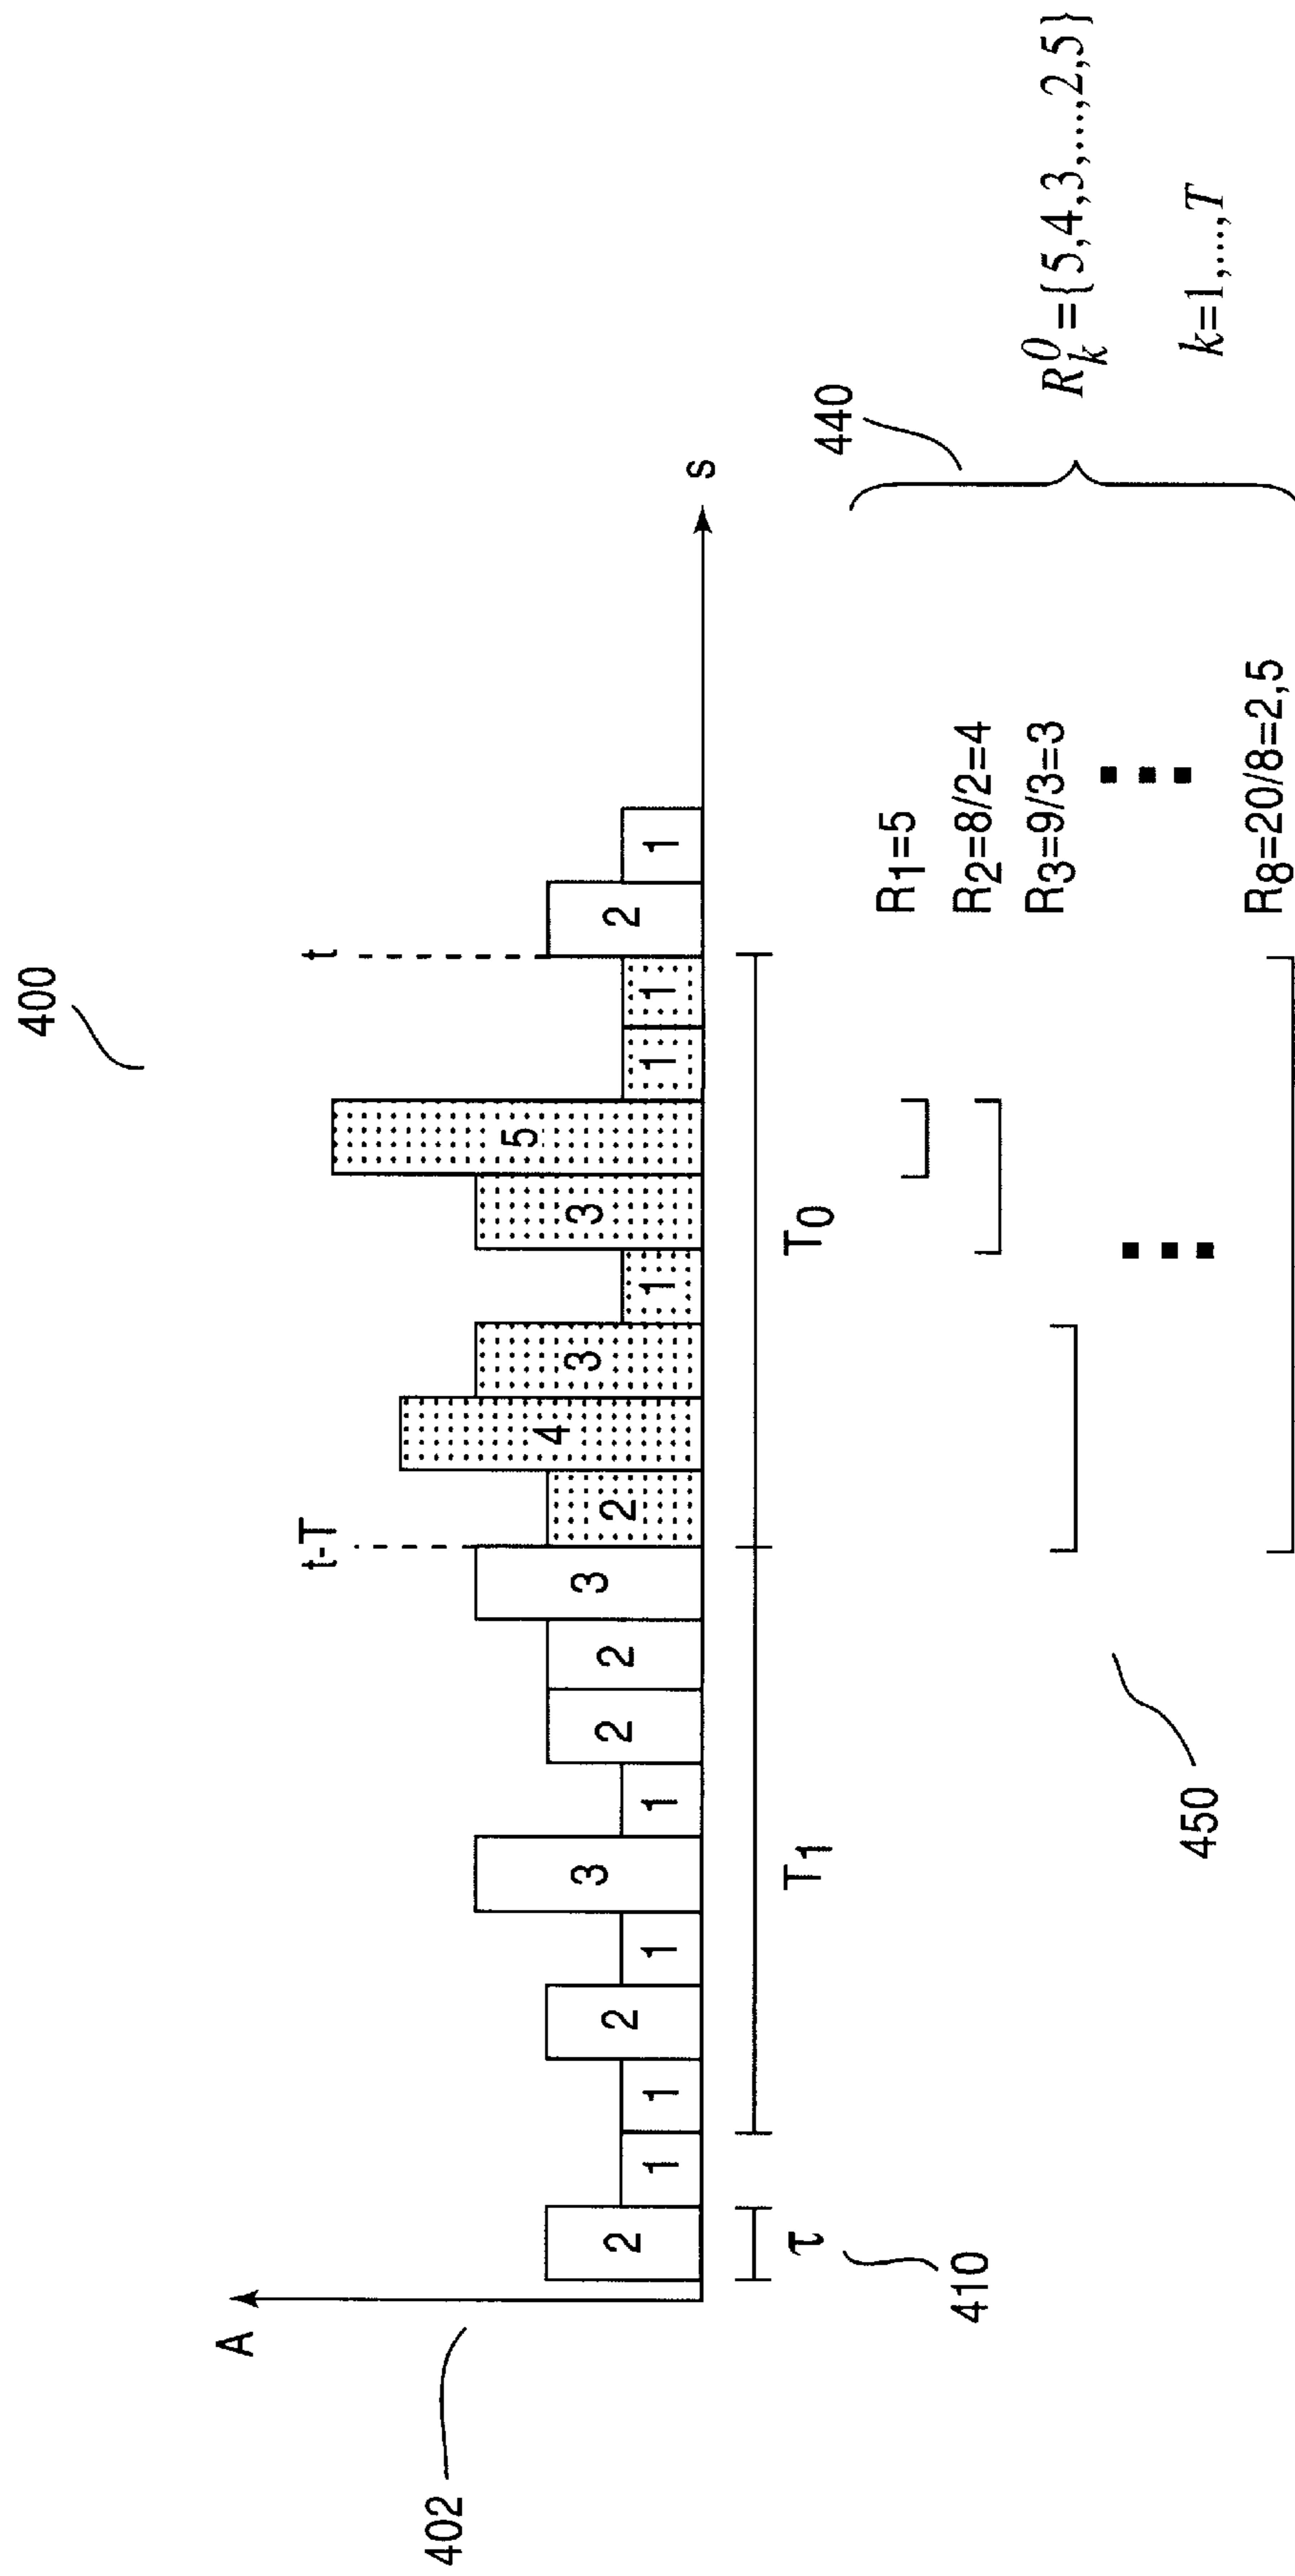 400
402
A
t-T
t
2
1
1
2
1
3
1
2
2
3
2
4
3
1
3
5
1
1
2
1
s
τ
T1
T0
410
450
440
R1=5
R2=8/2=4
R3=9/3=3
R8=20/8=2,5
R_k^0={5,4,3,...,2,5}
k=1,...,T